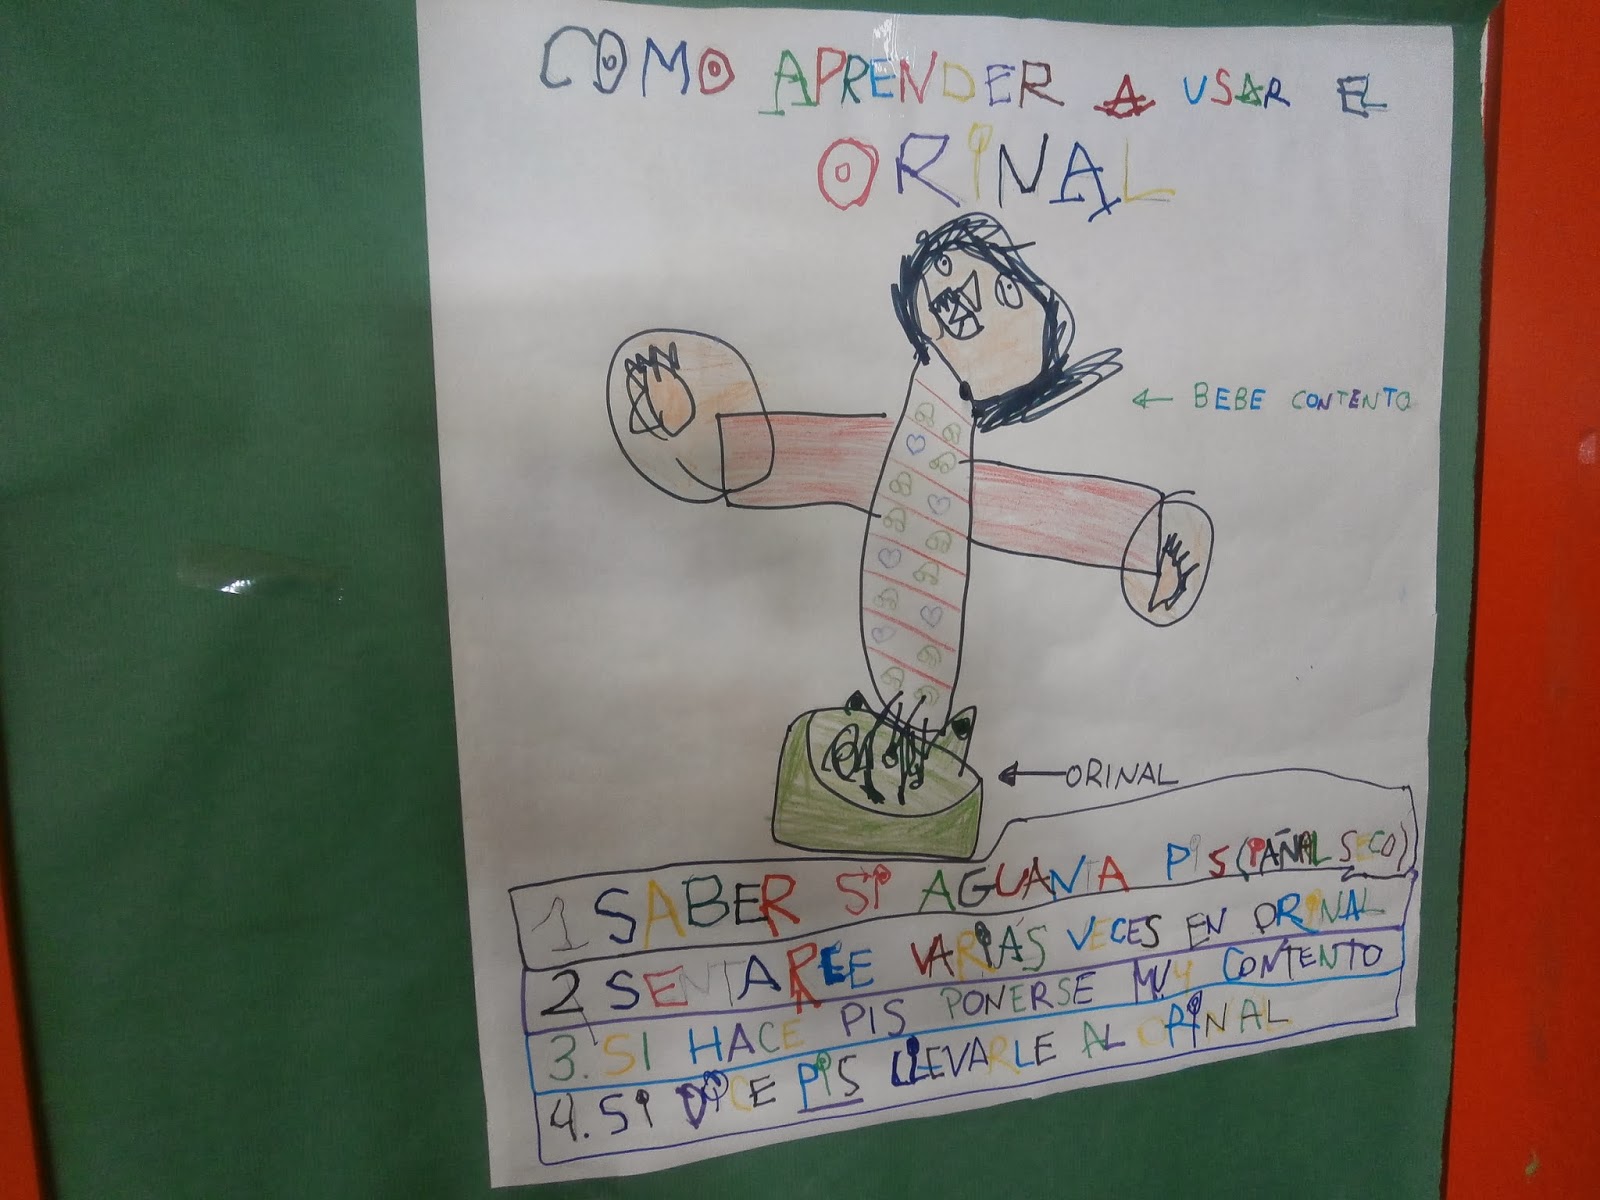 COMO APRENDER A USAR EL
ORINAL
← BEBE CONTENTO
← ORINAL
1 SABER SI AGUANTA PIS (PAÑAL SECO)
2 SENTARLE VARIAS VECES EN ORINAL
3. SI HACE PIS PONERSE MUY CONTENTO
4. SI DICE PIS LLEVARLE AL ORINAL